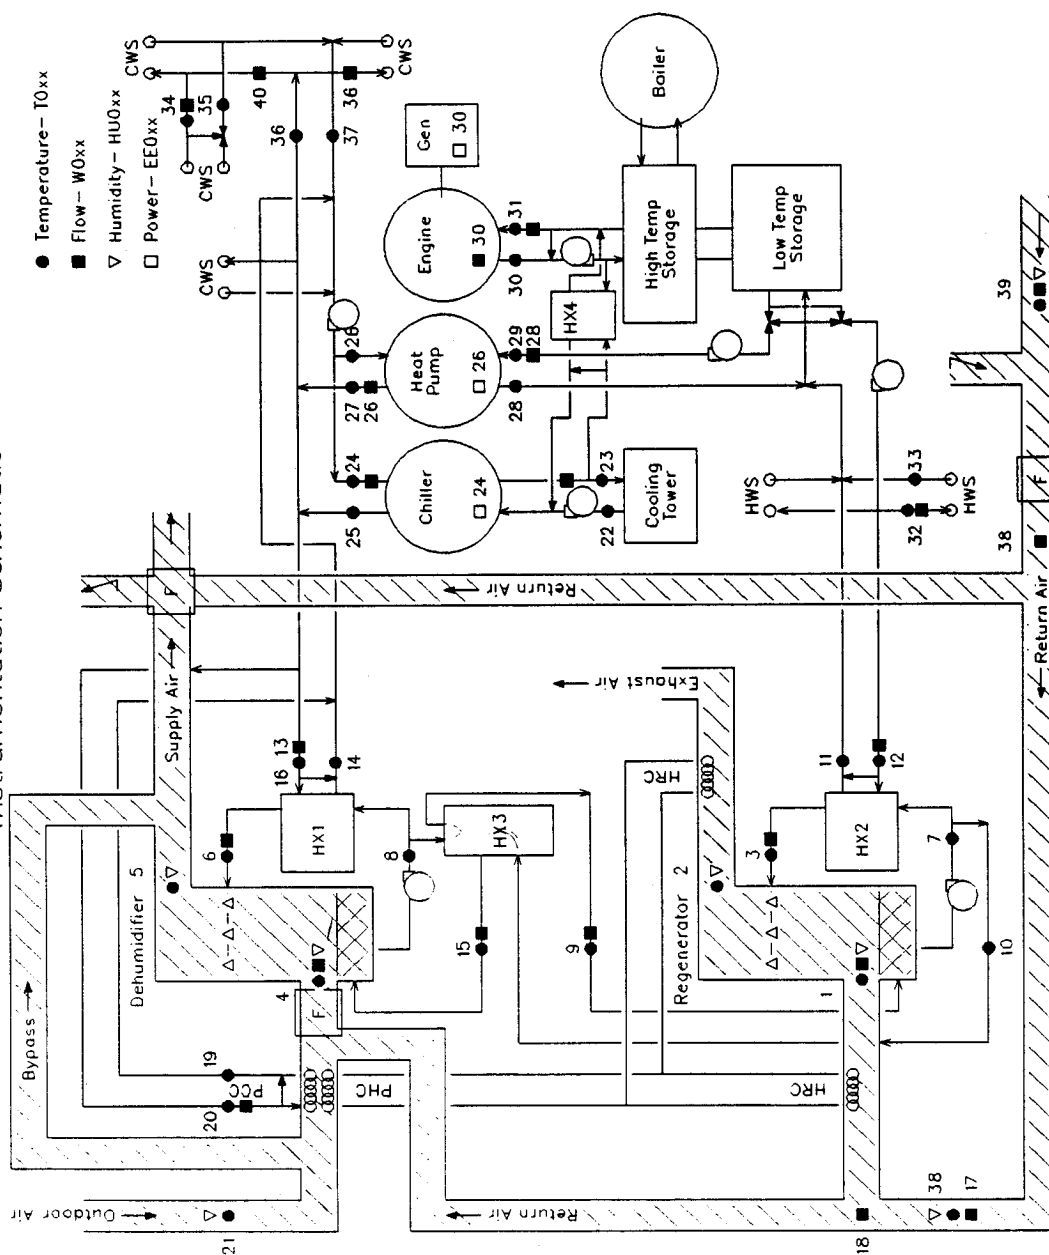 Instrumentation Schematic
● Temperature- T0xx
■ Flow- W0xx
▽ Humidity- HU0xx
□ Power- EE0xx
CWS
CWS
CWS
CWS
34
35
40
36
36
37
Gen
30
Engine
30
30
31
Boiler
High Temp
Storage
Low Temp
Storage
HX4
Heat
Pump
26
28
27
26
29
28
28
Chiller
24
24
25
23
22
Cooling
Tower
HWS
HWS
33
32
39
38
F
F
Return Air
Return Air
Return Air
Supply Air
Exhaust Air
Outdoor Air
Bypass
Dehumidifier 5
6
HX1
16
13
14
8
HX3
15
9
4
F
19
20
PCC
PHC
21
HRC
HRC
Regenerator 2
3
HX2
11
12
7
10
1
18
38
17